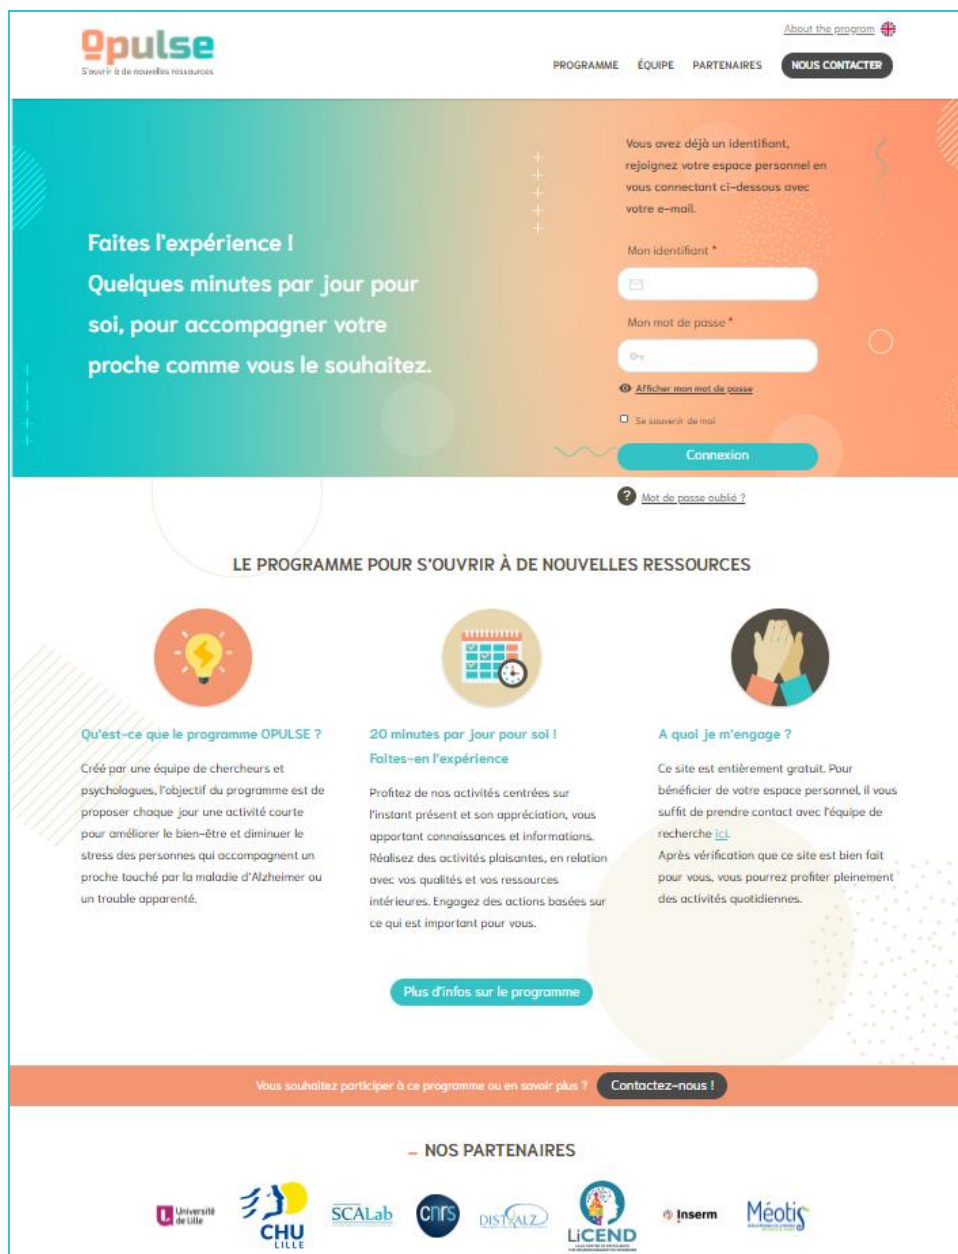 About the program
Opulse
S'ouvrir à de nouvelles ressources
PROGRAMME ÉQUIPE PARTENAIRES NOUS CONTACTER
Vous avez déjà un identifiant,
rejoignez votre espace personnel en
vous connectant ci-dessous avec
votre e-mail.
Faites l'expérience !
Quelques minutes par jour pour
soi, pour accompagner votre
proche comme vous le souhaitez.
Mon identifiant *
Mon mot de passe *
Afficher mon mot de passe
Se souvenir de moi
Connexion
? Mot de passe oublié ?
LE PROGRAMME POUR S'OUVRIR À DE NOUVELLES RESSOURCES
Qu'est-ce que le programme OPULSE ?
Créé par une équipe de chercheurs et
psychologues, l'objectif du programme est de
proposer chaque jour une activité courte
pour améliorer le bien-être et diminuer le
stress des personnes qui accompagnent un
proche touché par la maladie d'Alzheimer ou
un trouble apparenté.
20 minutes par jour pour soi !
Faites-en l'expérience
Profitez de nos activités centrées sur
l'instant présent et son appréciation, vous
apportant connaissances et informations.
Réalisez des activités plaisantes, en relation
avec vos qualités et vos ressources
intérieures. Engagez des actions basées sur
ce qui est important pour vous.
A quoi je m'engage ?
Ce site est entièrement gratuit. Pour
bénéficier de votre espace personnel, il vous
suffit de prendre contact avec l'équipe de
recherche ici.
Après vérification que ce site est bien fait
pour vous, vous pourrez profiter pleinement
des activités quotidiennes.
Plus d'infos sur le programme
Vous souhaitez participer à ce programme ou en savoir plus ? Contactez-nous !
NOS PARTENAIRES
Université
de Lille
CHU
LILLE
SCALab
cnrs
DISTALZ
LiCEND
Inserm
Méotis